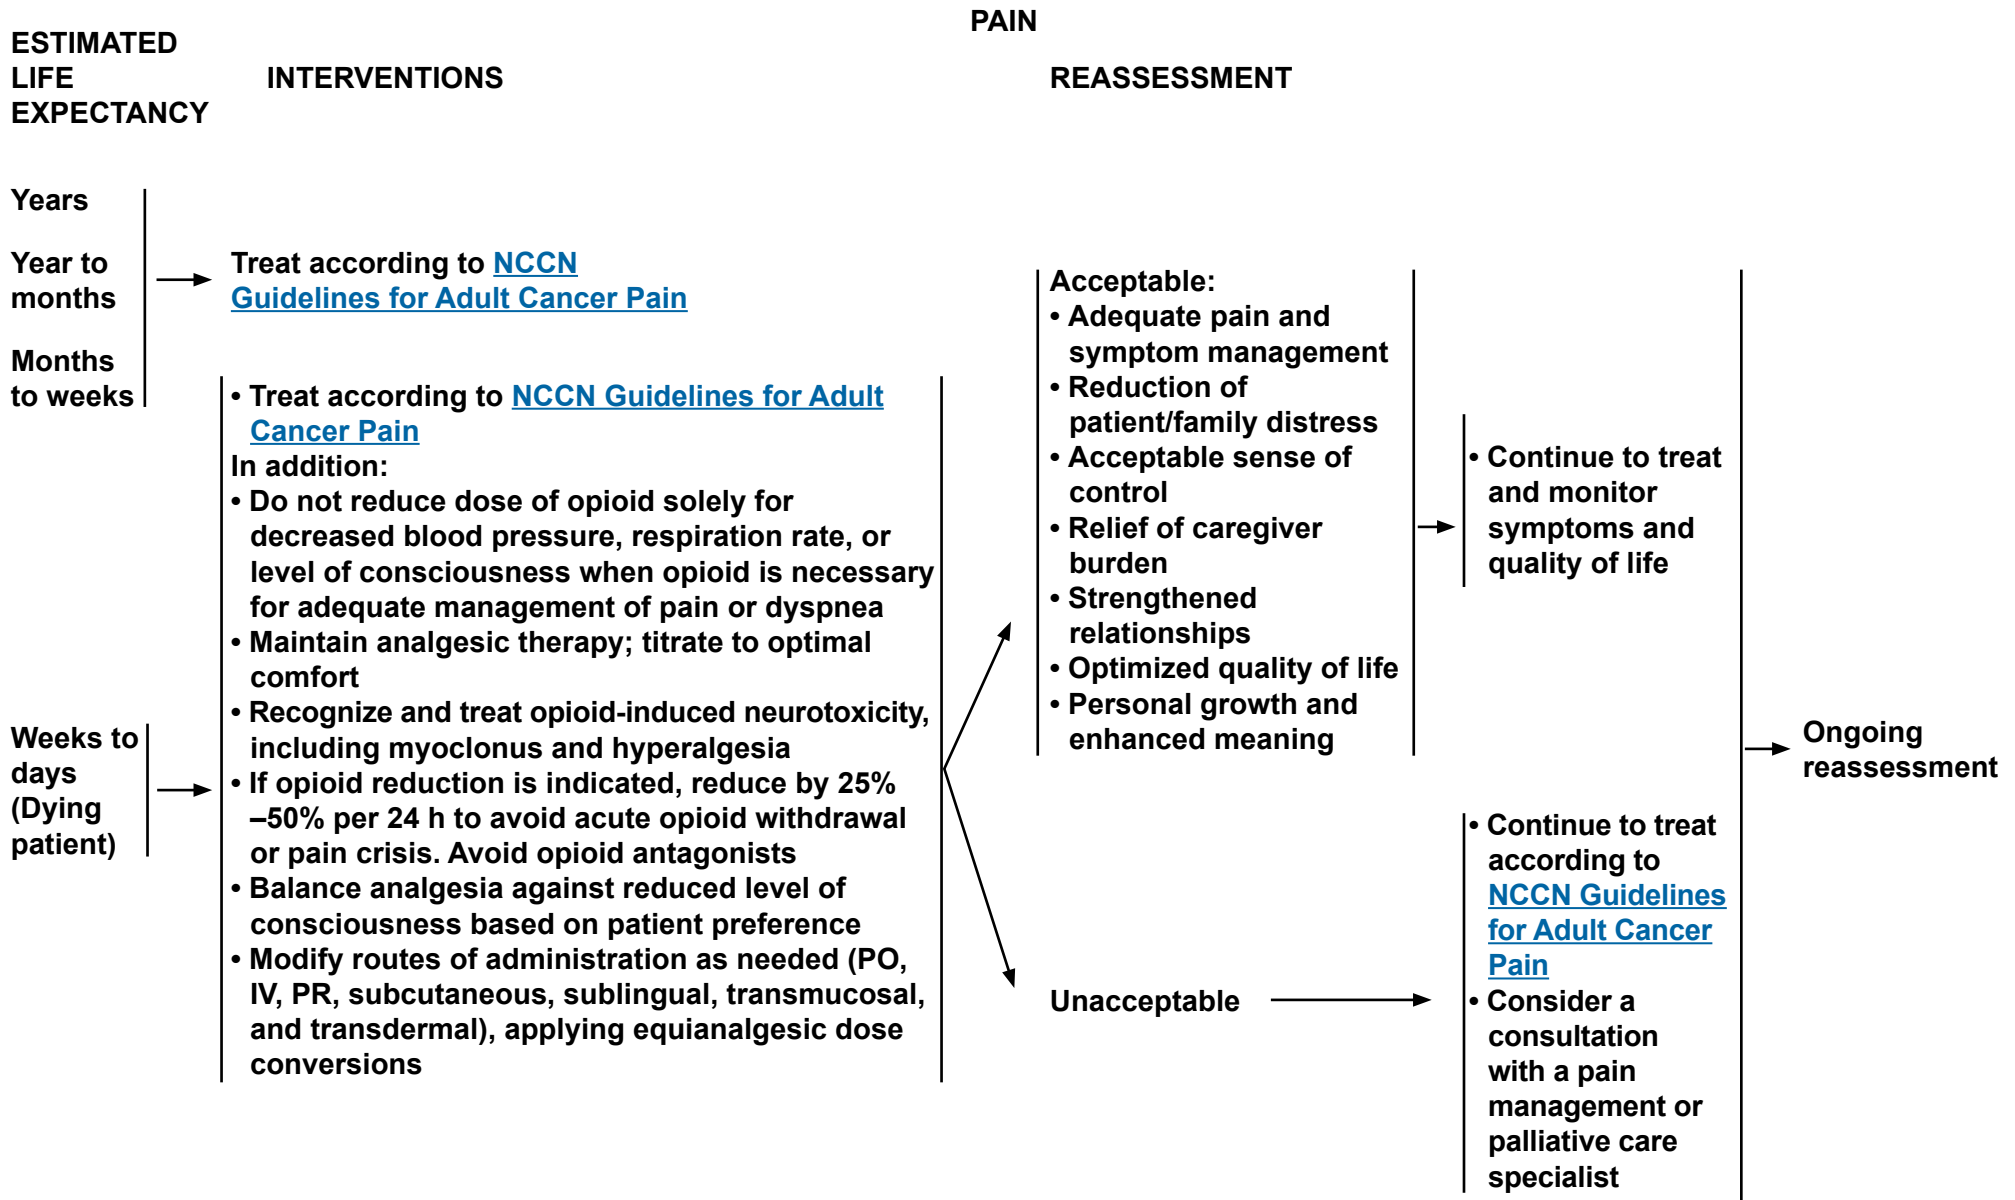 PAIN
ESTIMATED
LIFE
EXPECTANCY
INTERVENTIONS
REASSESSMENT
Years
Year to
months
Months
to weeks
Treat according to NCCN
Guidelines for Adult Cancer Pain
Weeks to
days
(Dying
patient)
• Treat according to NCCN Guidelines for Adult
Cancer Pain
In addition:
• Do not reduce dose of opioid solely for
decreased blood pressure, respiration rate, or
level of consciousness when opioid is necessary
for adequate management of pain or dyspnea
• Maintain analgesic therapy; titrate to optimal
comfort
• Recognize and treat opioid-induced neurotoxicity,
including myoclonus and hyperalgesia
• If opioid reduction is indicated, reduce by 25%
–50% per 24 h to avoid acute opioid withdrawal
or pain crisis. Avoid opioid antagonists
• Balance analgesia against reduced level of
consciousness based on patient preference
• Modify routes of administration as needed (PO,
IV, PR, subcutaneous, sublingual, transmucosal,
and transdermal), applying equianalgesic dose
conversions
Acceptable:
• Adequate pain and
symptom management
• Reduction of
patient/family distress
• Acceptable sense of
control
• Relief of caregiver
burden
• Strengthened
relationships
• Optimized quality of life
• Personal growth and
enhanced meaning
• Continue to treat
and monitor
symptoms and
quality of life
Unacceptable
• Continue to treat
according to
NCCN Guidelines
for Adult Cancer
Pain
• Consider a
consultation
with a pain
management or
palliative care
specialist
Ongoing
reassessment